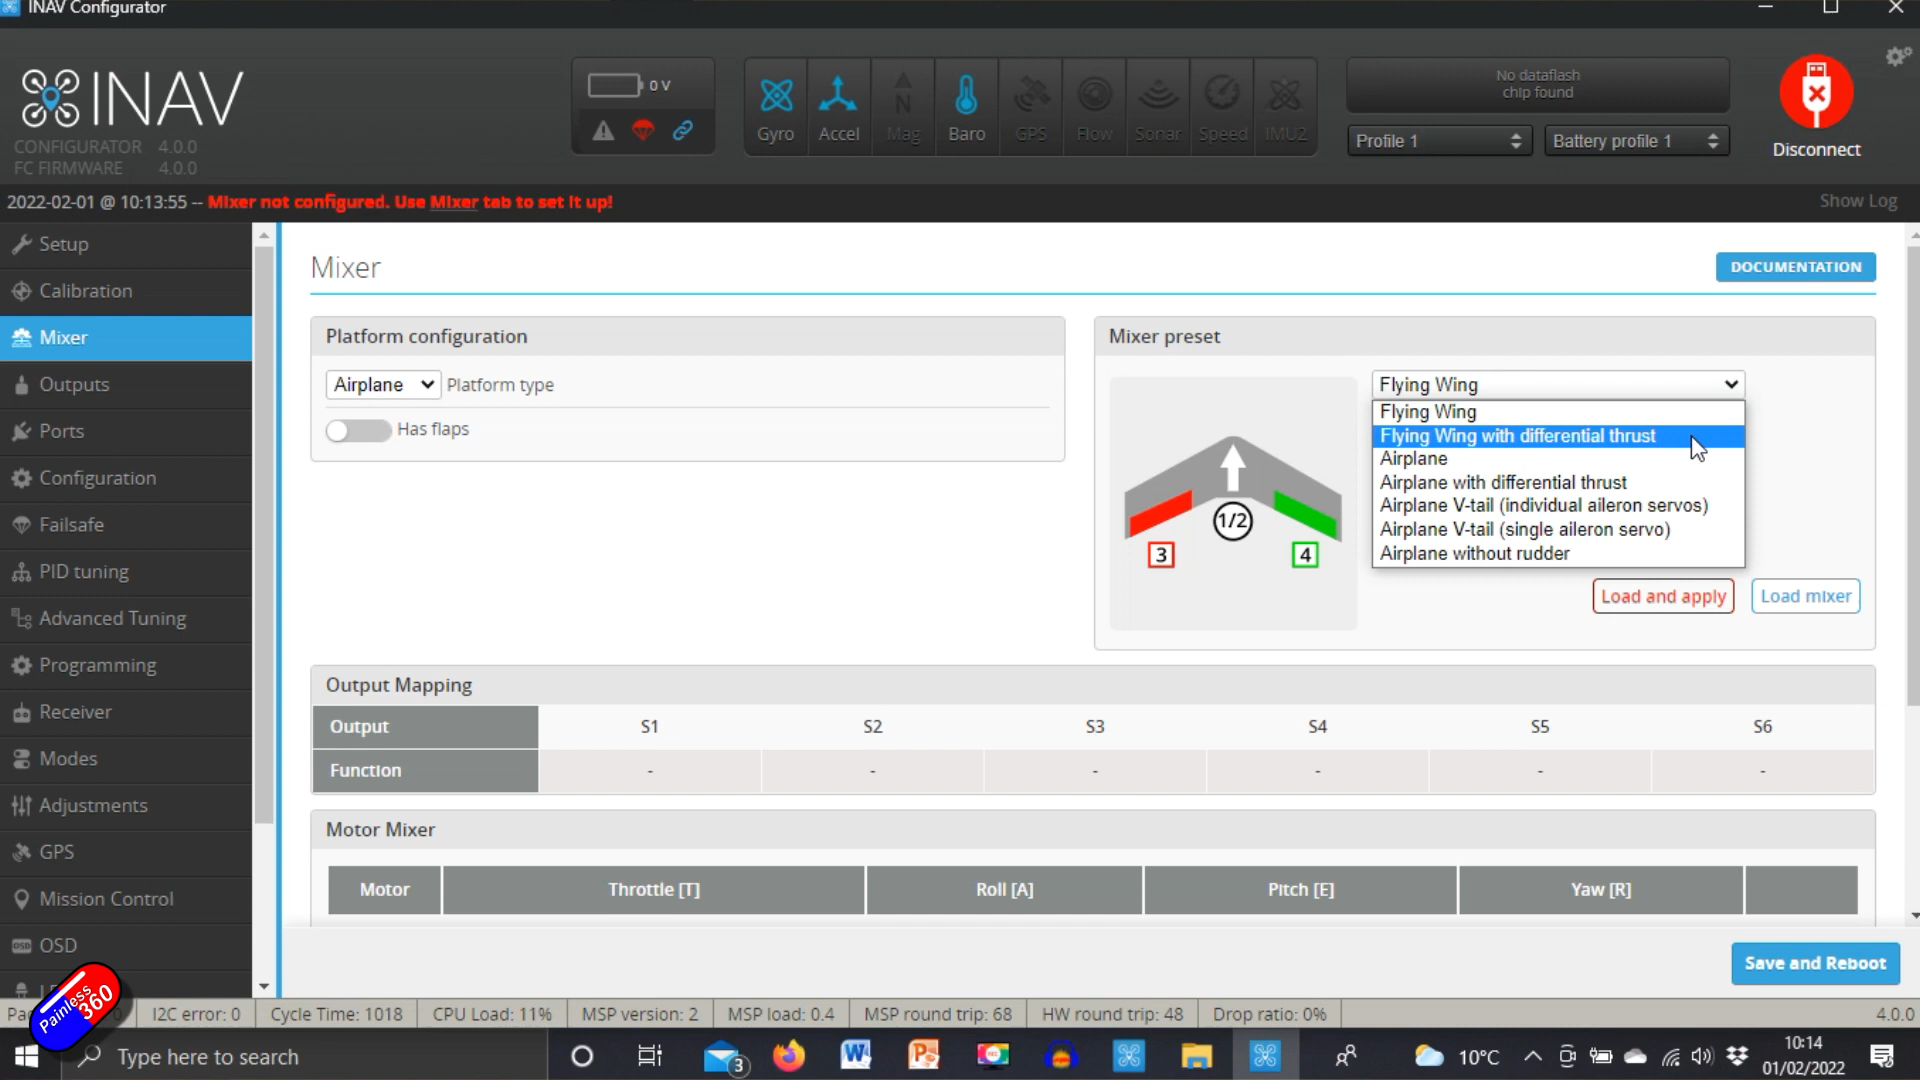 INAV Configurator
INAV
CONFIGURATOR 4.0.0
FC FIRMWARE 4.0.0
0 V
Gyro
Accel
Mag
Baro
GPS
Flow
Sonar
Speed
IMU2
No dataflash
chip found
Profile 1
Battery profile 1
Disconnect
2022-02-01 @ 10:13:55 -- Mixer not configured. Use Mixer tab to set it up!
Show Log
Setup
Calibration
Mixer
Outputs
Ports
Configuration
Failsafe
PID tuning
Advanced Tuning
Programming
Receiver
Modes
Adjustments
GPS
Mission Control
OSD
Mixer
DOCUMENTATION
Platform configuration
Airplane Platform type
Has flaps
Mixer preset
1/2
3
4
Flying Wing
Flying Wing
Flying Wing with differential thrust
Airplane
Airplane with differential thrust
Airplane V-tail (individual aileron servos)
Airplane V-tail (single aileron servo)
Airplane without rudder
Load and apply
Load mixer
Output Mapping
Output S1 S2 S3 S4 S5 S6
Function - - - - - -
Motor Mixer
Motor Throttle [T] Roll [A] Pitch [E] Yaw [R]
Save and Reboot
Painless360
I2C error: 0 Cycle Time: 1018 CPU Load: 11% MSP version: 2 MSP load: 0.4 MSP round trip: 68 HW round trip: 48 Drop ratio: 0% 4.0.0
Type here to search
3
10°C
10:14
01/02/2022